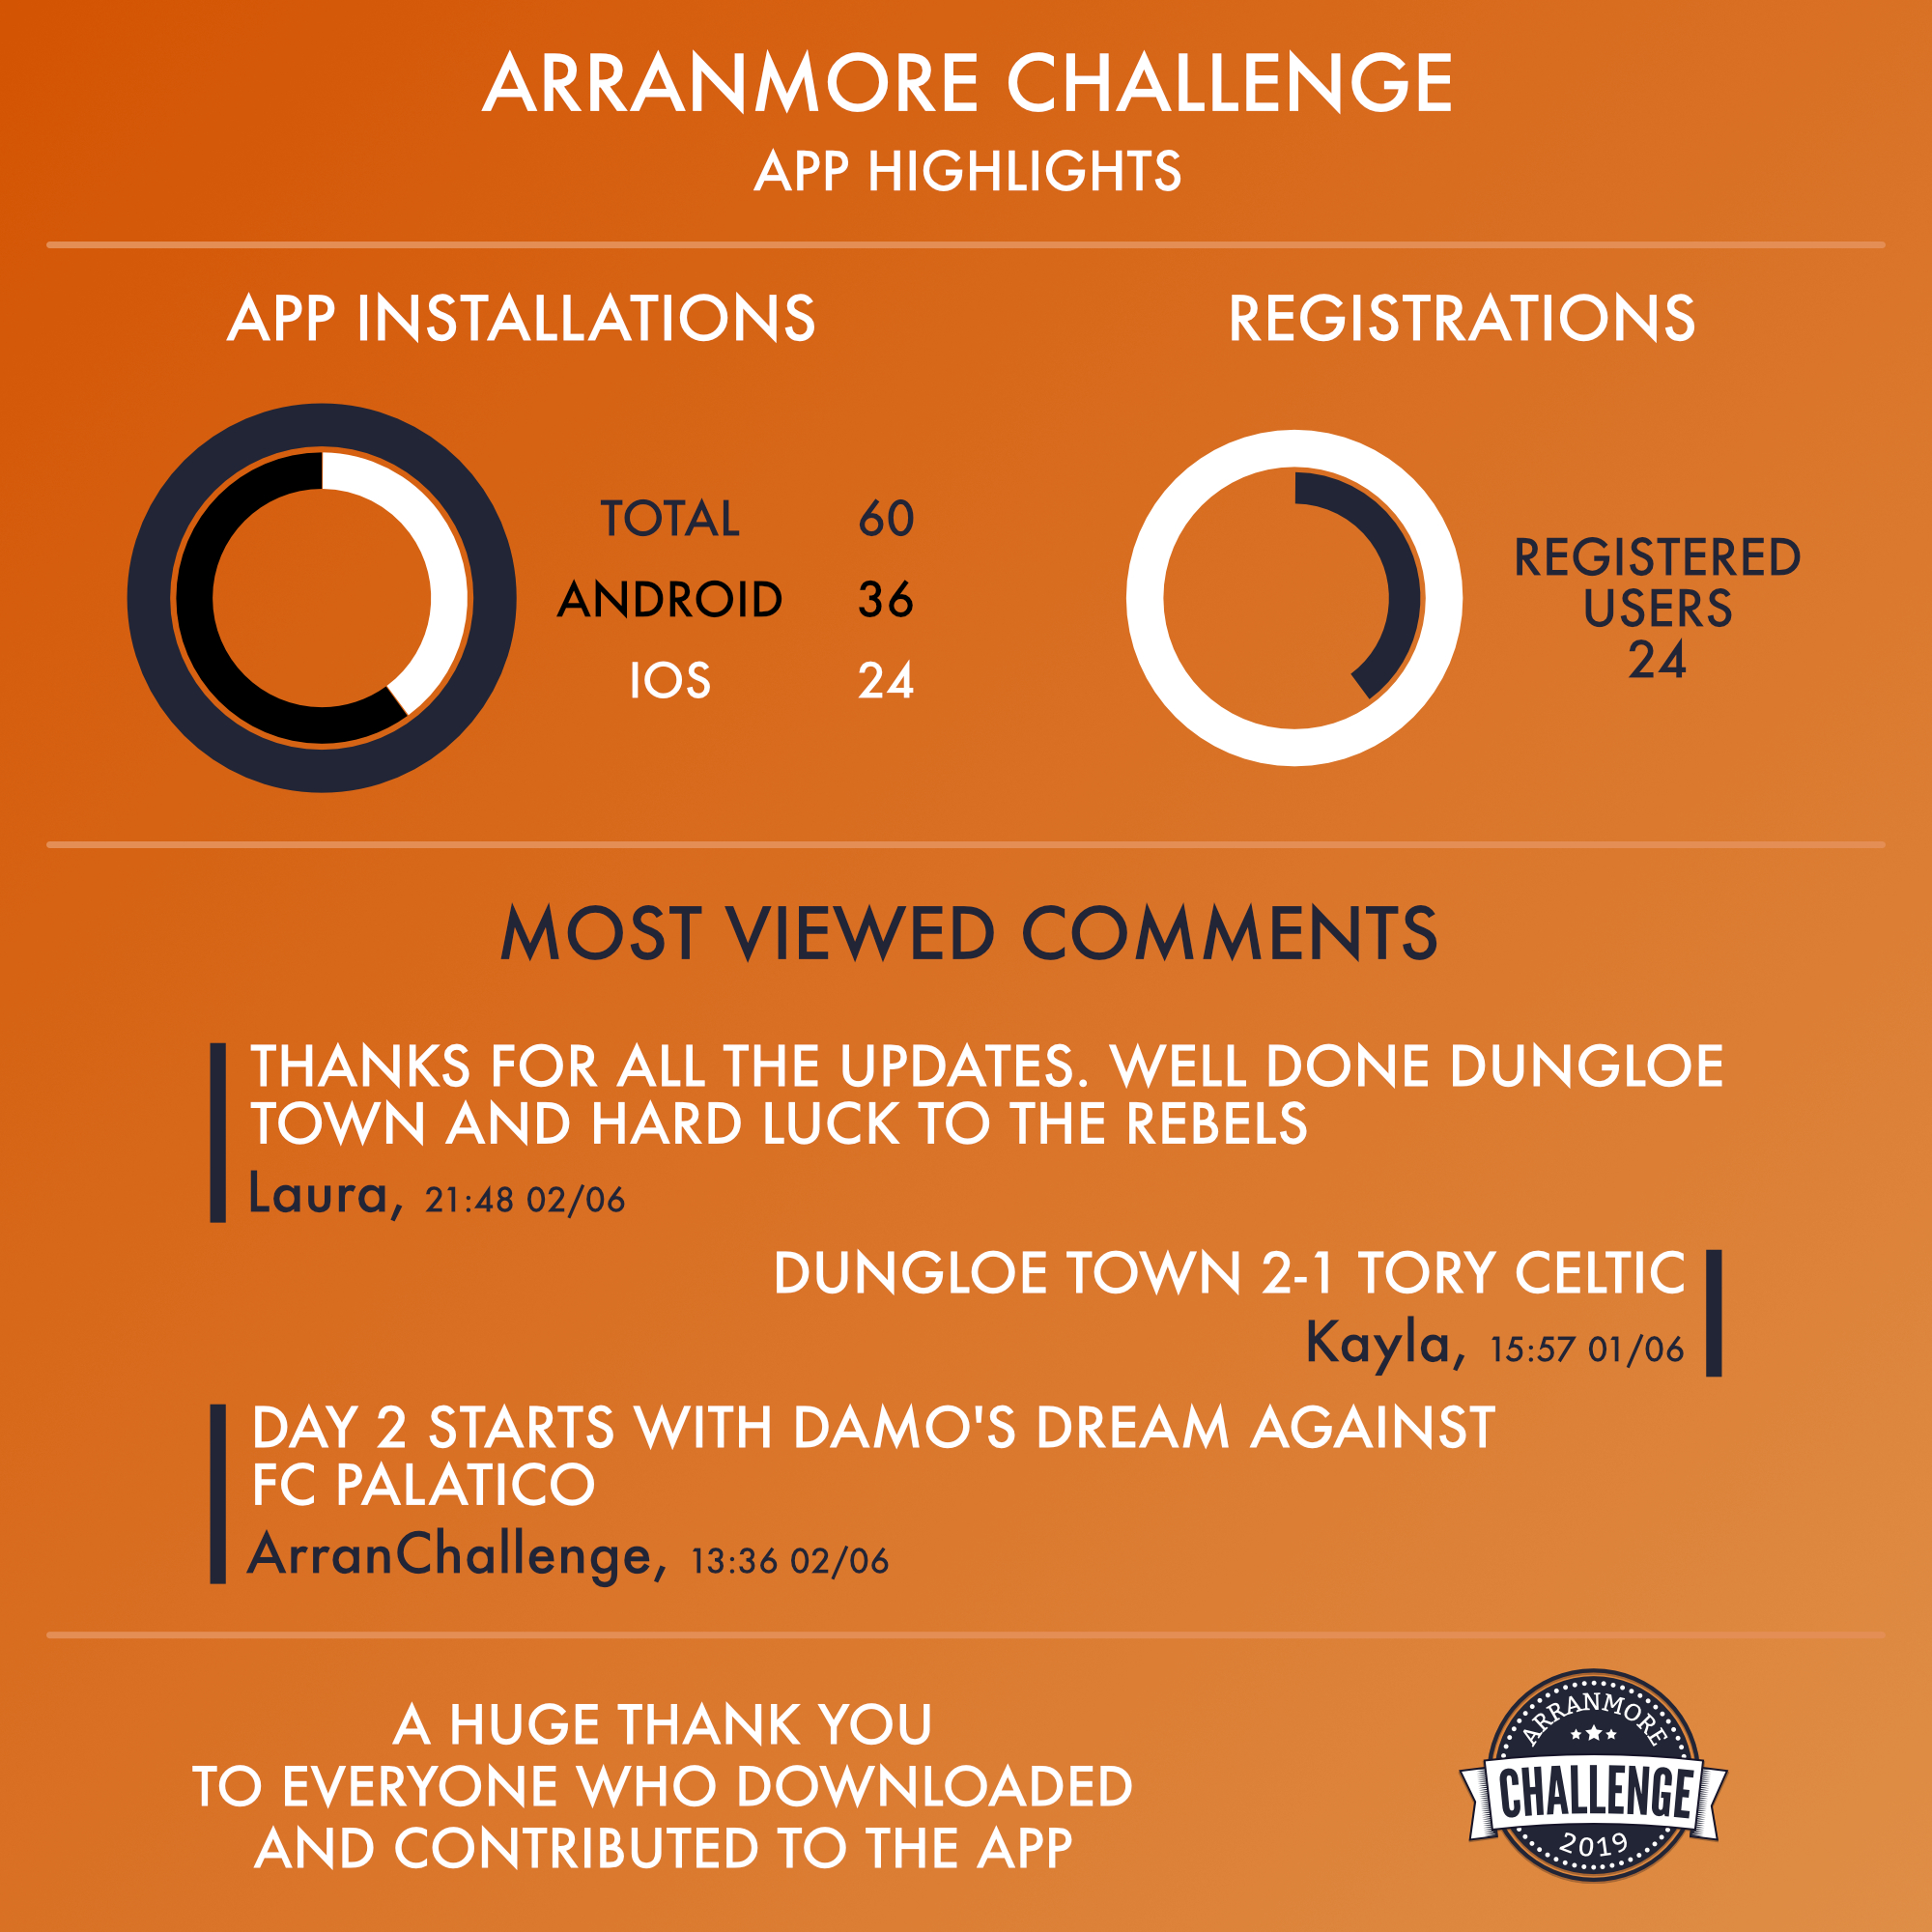 ARRANMORE CHALLENGE
APP HIGHLIGHTS
APP INSTALLATIONS
TOTAL 60
ANDROID 36
IOS 24
REGISTRATIONS
REGISTERED
USERS
24
MOST VIEWED COMMENTS
THANKS FOR ALL THE UPDATES. WELL DONE DUNGLOE
TOWN AND HARD LUCK TO THE REBELS
Laura, 21:48 02/06
DUNGLOE TOWN 2-1 TORY CELTIC
Kayla, 15:57 01/06
DAY 2 STARTS WITH DAMO'S DREAM AGAINST
FC PALATICO
ArranChallenge, 13:36 02/06
A HUGE THANK YOU
TO EVERYONE WHO DOWNLOADED
AND CONTRIBUTED TO THE APP
ARRANMORE
CHALLENGE
2019